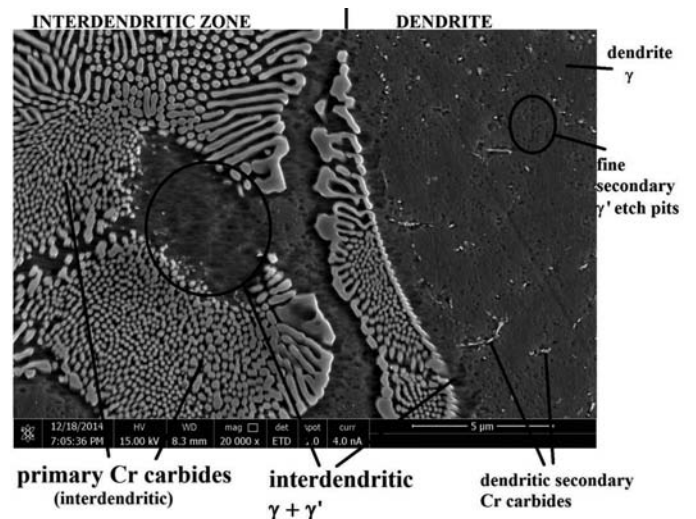 INTERDENDRITIC ZONE
DENDRITE
dendrite
γ
fine
secondary
γ' etch pits
12/18/2014 HV WD mag det spot curr
7:05:36 PM 15.00 kV 8.3 mm 20 000 x ETD 4.0 nA
5 μm
primary Cr carbides
(interdendritic)
interdendritic
γ + γ'
dendritic secondary
Cr carbides